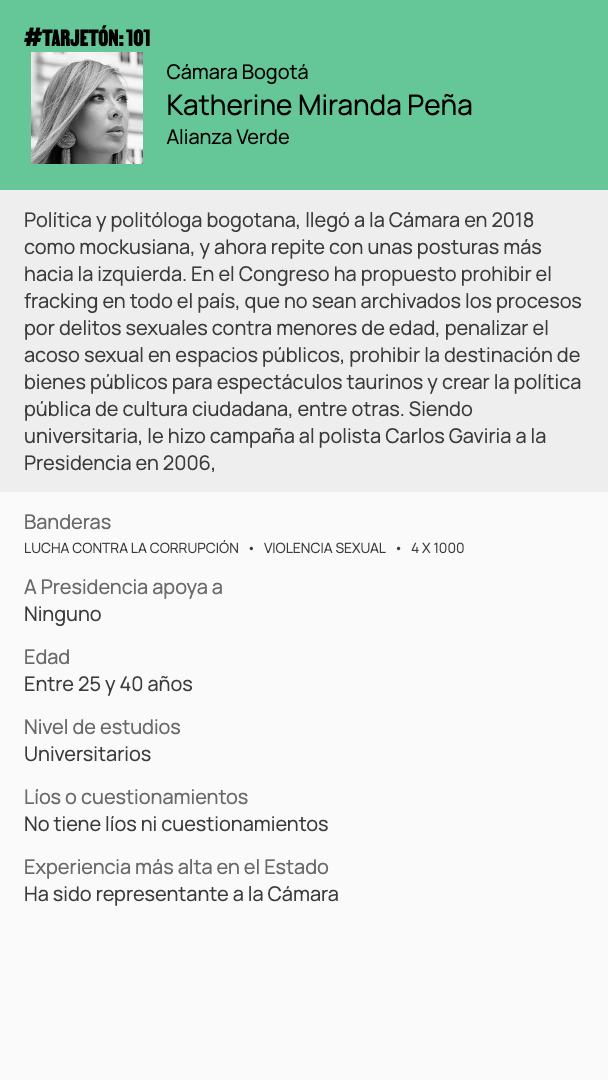 #TARJETÓN: 101
Cámara Bogotá
Katherine Miranda Peña
Alianza Verde
Política y politóloga bogotana, llegó a la Cámara en 2018
como mockusiana, y ahora repite con unas posturas más
hacia la izquierda. En el Congreso ha propuesto prohibir el
fracking en todo el país, que no sean archivados los procesos
por delitos sexuales contra menores de edad, penalizar el
acoso sexual en espacios públicos, prohibir la destinación de
bienes públicos para espectáculos taurinos y crear la política
pública de cultura ciudadana, entre otras. Siendo
universitaria, le hizo campaña al polista Carlos Gaviria a la
Presidencia en 2006,
Banderas
LUCHA CONTRA LA CORRUPCIÓN • VIOLENCIA SEXUAL • 4 X 1000
A Presidencia apoya a
Ninguno
Edad
Entre 25 y 40 años
Nivel de estudios
Universitarios
Líos o cuestionamientos
No tiene líos ni cuestionamientos
Experiencia más alta en el Estado
Ha sido representante a la Cámara